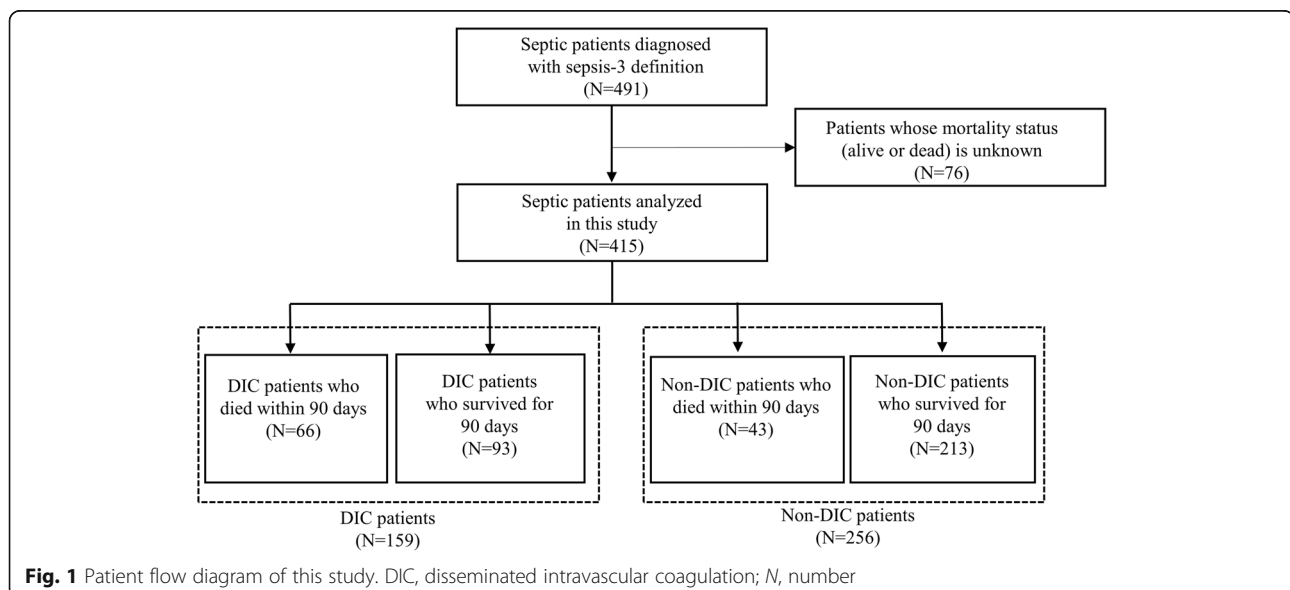 Septic patients diagnosed
with sepsis-3 definition
(N=491)
Patients whose mortality status
(alive or dead) is unknown
(N=76)
Septic patients analyzed
in this study
(N=415)
DIC patients who
died within 90 days
(N=66)
DIC patients
who survived for
90 days
(N=93)
Non-DIC patients who
died within 90 days
(N=43)
Non-DIC patients
who survived for
90 days
(N=213)
DIC patients
(N=159)
Non-DIC patients
(N=256)
Fig. 1 Patient flow diagram of this study. DIC, disseminated intravascular coagulation; N, number